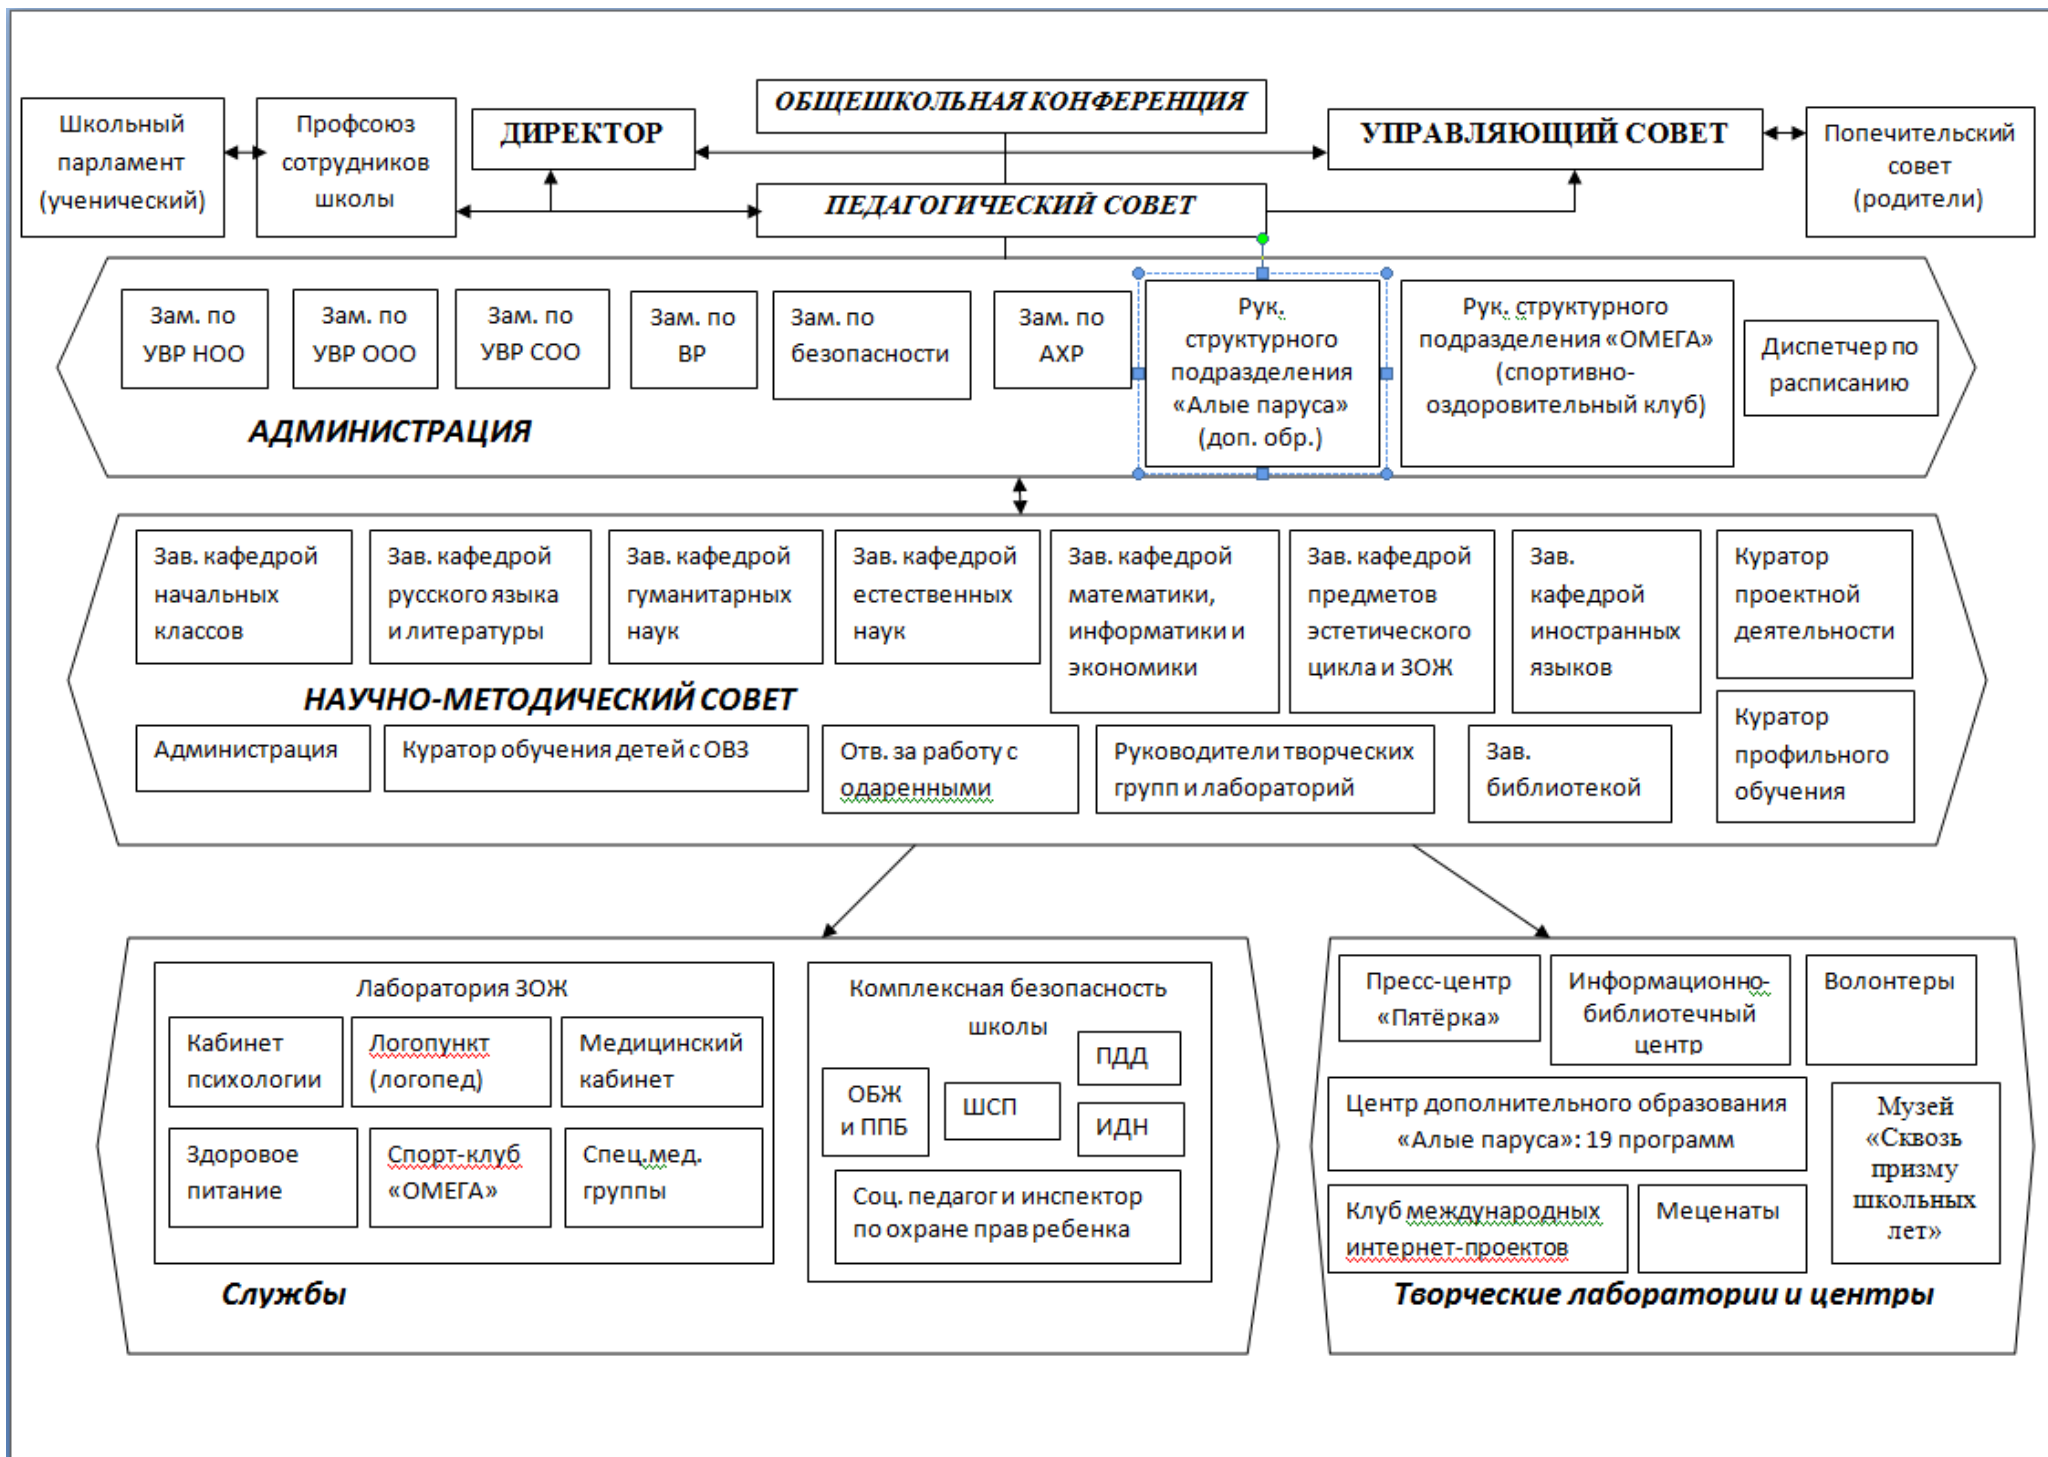 ОБЩЕШКОЛЬНАЯ КОНФЕРЕНЦИЯ
Школьный
парламент
(ученический)
Профсоюз
сотрудников
школы
ДИРЕКТОР
УПРАВЛЯЮЩИЙ СОВЕТ
Попечительский
совет
(родители)
ПЕДАГОГИЧЕСКИЙ СОВЕТ
Зам. по
УВР НОО
Зам. по
УВР ООО
Зам. по
УВР СОО
Зам. по
ВР
Зам. по
безопасности
Зам. по
АХР
Рук.
структурного
подразделения
«Алые паруса»
(доп. обр.)
Рук. структурного
подразделения «ОМЕГА»
(спортивно-
оздоровительный клуб)
Диспетчер по
расписанию
АДМИНИСТРАЦИЯ
Зав. кафедрой
начальных
классов
Зав. кафедрой
русского языка
и литературы
Зав. кафедрой
гуманитарных
наук
Зав. кафедрой
естественных
наук
Зав. кафедрой
математики,
информатики и
экономики
Зав. кафедрой
предметов
эстетического
цикла и ЗОЖ
Зав.
кафедрой
иностранных
языков
Куратор
проектной
деятельности
НАУЧНО-МЕТОДИЧЕСКИЙ СОВЕТ
Администрация
Куратор обучения детей с ОВЗ
Отв. за работу с
одаренными
Руководители творческих
групп и лабораторий
Зав.
библиотекой
Куратор
профильного
обучения
Лаборатория ЗОЖ
Кабинет
психологии
Логопункт
(логопед)
Медицинский
кабинет
Здоровое
питание
Спорт-клуб
«ОМЕГА»
Спец.мед.
группы
Комплексная безопасность
школы
ОБЖ
и ППБ
ШСП
ПДД
ИДН
Соц. педагог и инспектор
по охране прав ребенка
Службы
Пресс-центр
«Пятёрка»
Информационно-
библиотечный
центр
Волонтеры
Центр дополнительного образования
«Алые паруса»: 19 программ
Музей
«Сквозь
призму
школьных
лет»
Клуб международных
интернет-проектов
Меценаты
Творческие лаборатории и центры